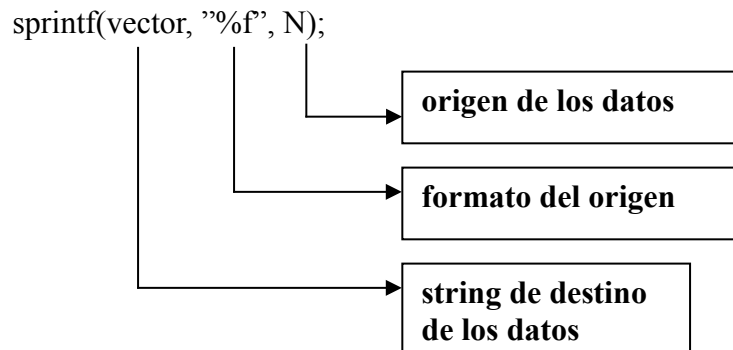 sprintf(vector, ”%f”, N);
origen de los datos
formato del origen
string de destino
de los datos